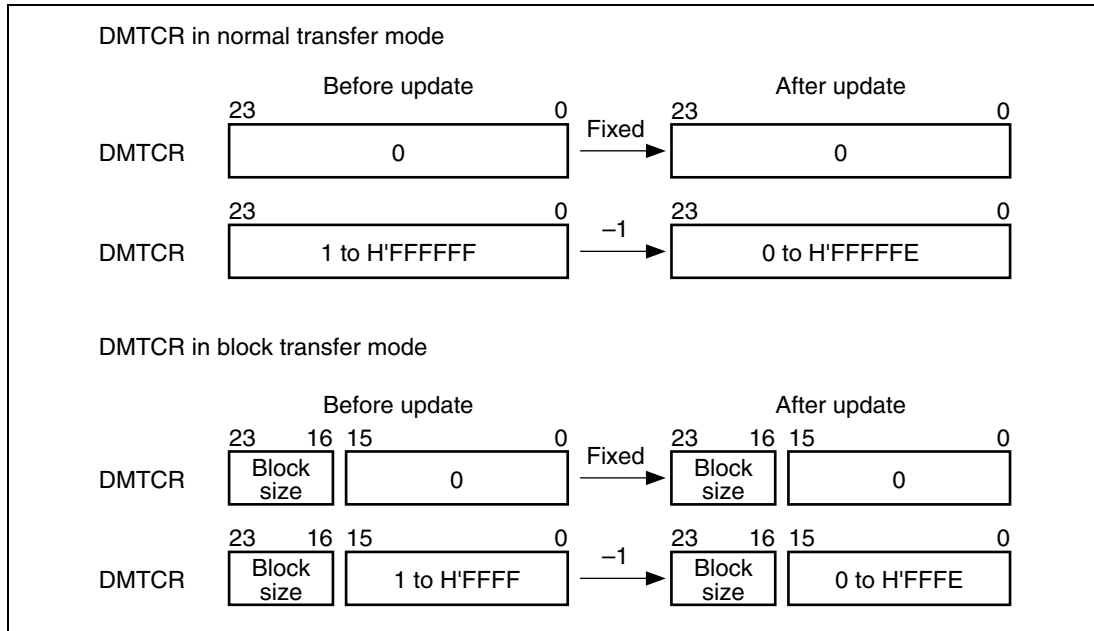 DMTCR in normal transfer mode
Before update After update
23 0 Fixed 23 0
DMTCR 0 0
23 0 –1 23 0
DMTCR 1 to H'FFFFFF 0 to H'FFFFFE
DMTCR in block transfer mode
Before update After update
23 16 15 0 Fixed 23 16 15 0
DMTCR Block size 0 Block size 0
23 16 15 0 –1 23 16 15 0
DMTCR Block size 1 to H'FFFF Block size 0 to H'FFFE